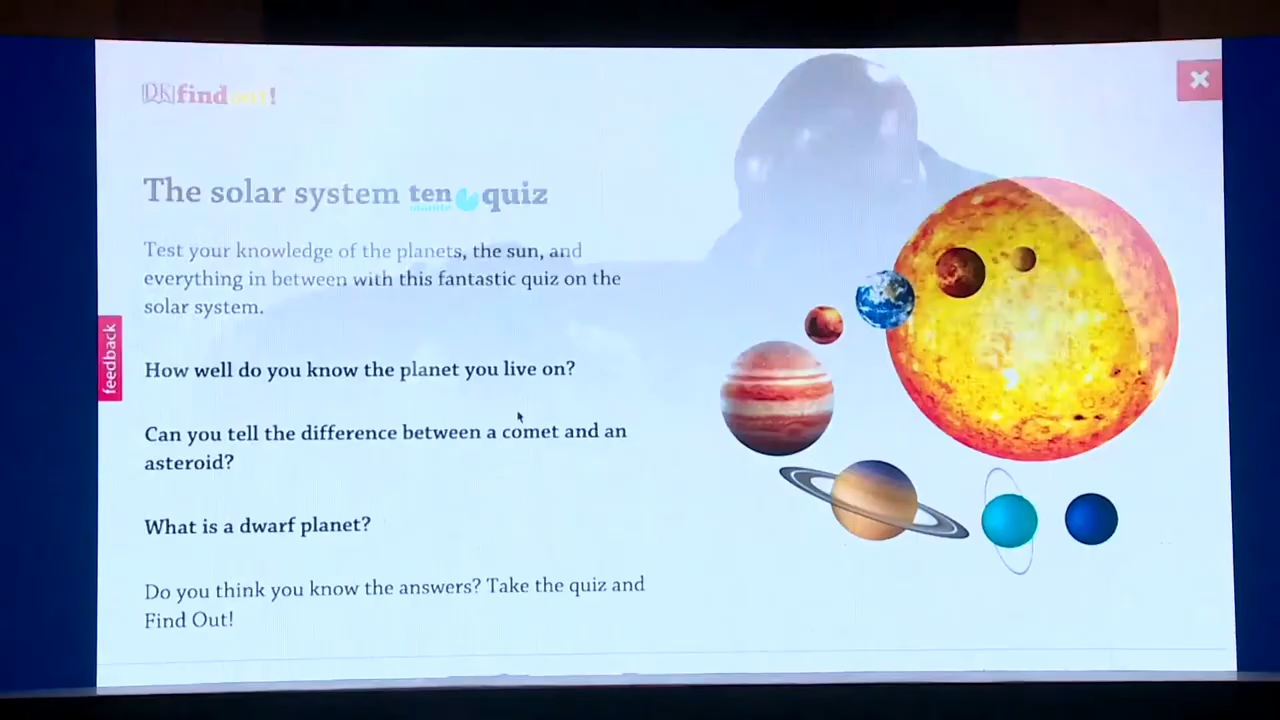 DK find out!
The solar system ten minute quiz
Test your knowledge of the planets, the sun, and
everything in between with this fantastic quiz on the
solar system.
feedback
How well do you know the planet you live on?
Can you tell the difference between a comet and an
asteroid?
What is a dwarf planet?
Do you think you know the answers? Take the quiz and
Find Out!